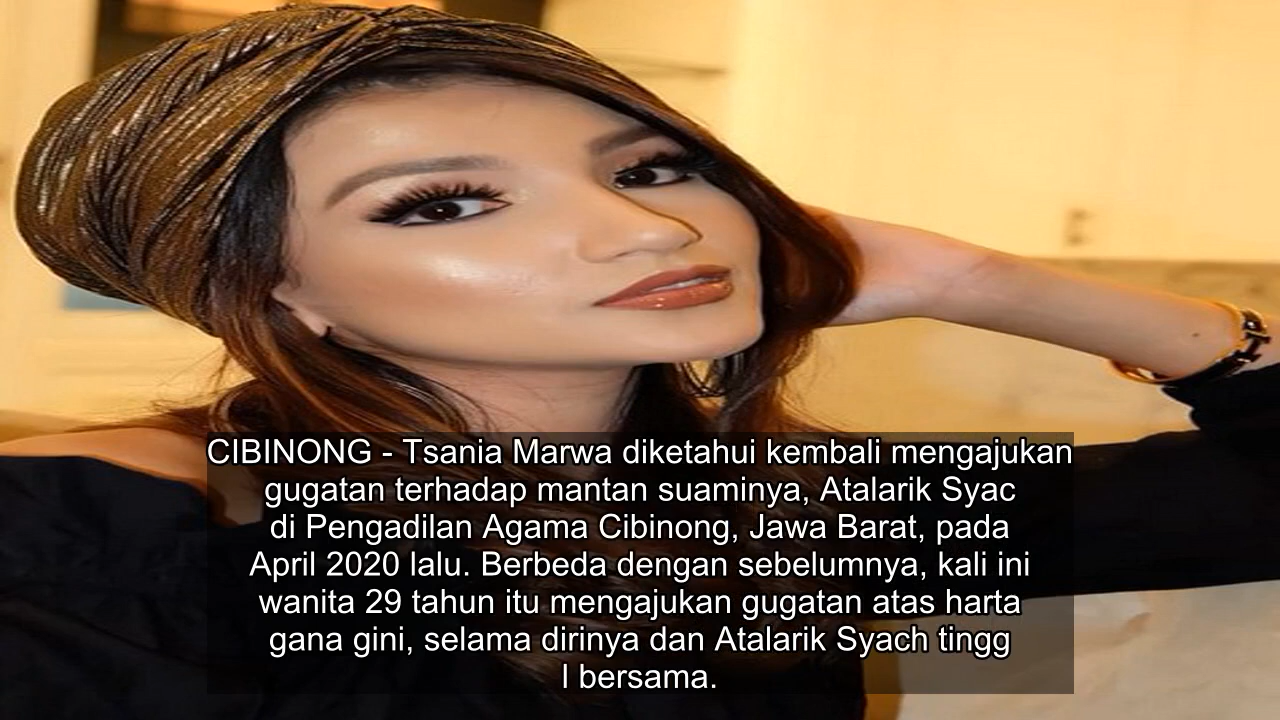 CIBINONG - Tsania Marwa diketahui kembali mengajukan
gugatan terhadap mantan suaminya, Atalarik Syac
di Pengadilan Agama Cibinong, Jawa Barat, pada
April 2020 lalu. Berbeda dengan sebelumnya, kali ini
wanita 29 tahun itu mengajukan gugatan atas harta
gana gini, selama dirinya dan Atalarik Syach tingg
l bersama.